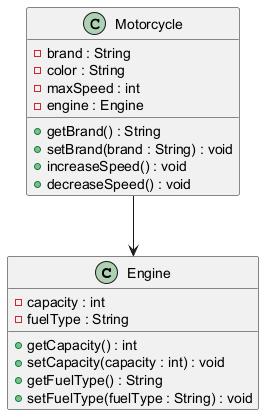 C Motorcycle
brand : String
color : String
maxSpeed : int
engine : Engine
getBrand() : String
setBrand(brand : String) : void
increaseSpeed() : void
decreaseSpeed() : void
C Engine
capacity : int
fuelType : String
getCapacity() : int
setCapacity(capacity : int) : void
getFuelType() : String
setFuelType(fuelType : String) : void